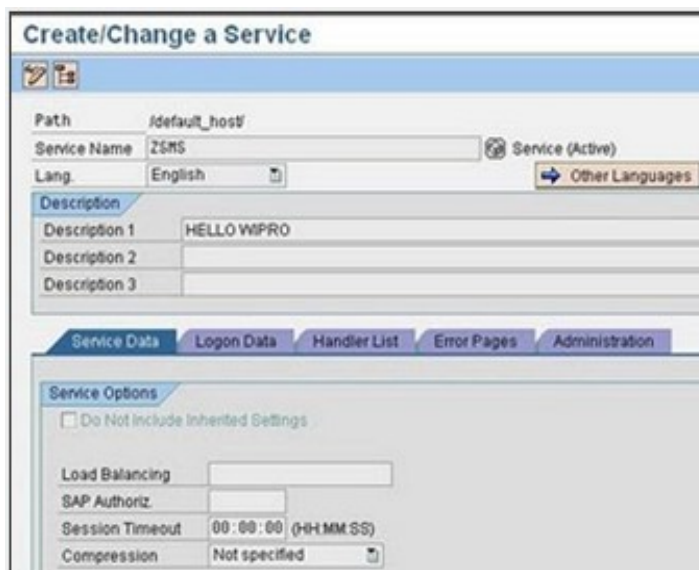 Create/Change a Service
Path /default_host/
Service Name ZSMS Service (Active)
Lang. English Other Languages
Description
Description 1 HELLO WIPRO
Description 2
Description 3
Service Data Logon Data Handler List Error Pages Administration
Service Options
Do Not Include Inherited Settings
Load Balancing
SAP Authoriz.
Session Timeout 00:00:00 (HH:MM:SS)
Compression Not specified